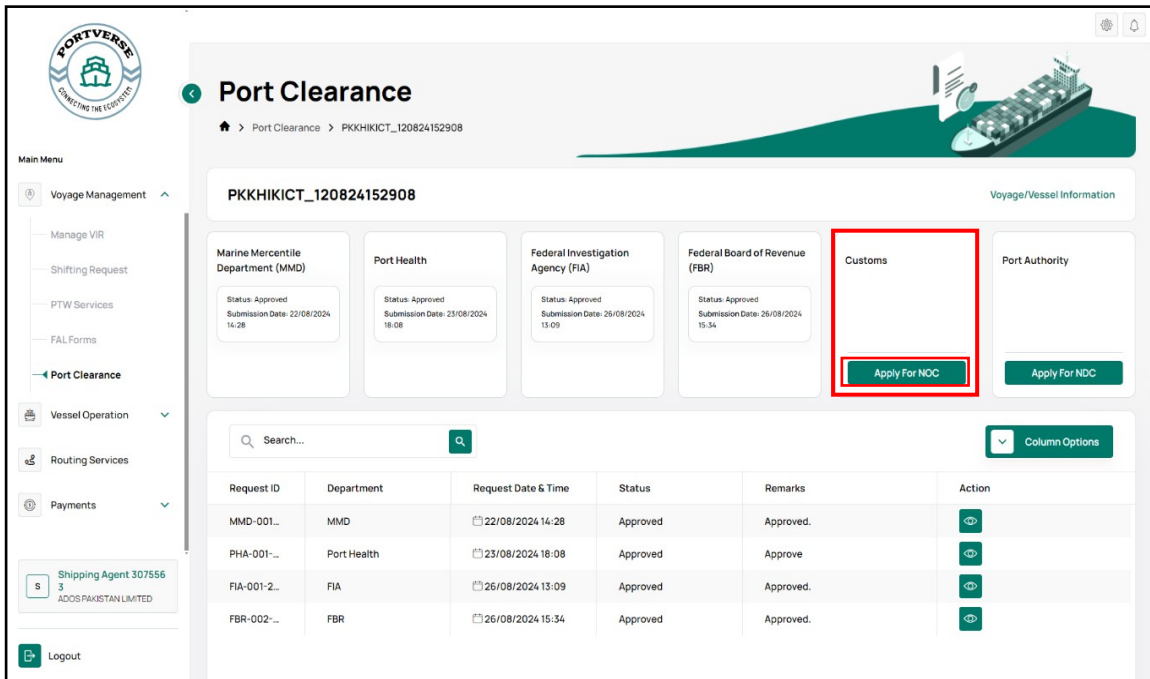 PORTVERSE
CONNECTING THE ECOSYSTEM
Port Clearance
Port Clearance > PKKHIKICT_120824152908
Main Menu
Voyage Management
Manage VIR
Shifting Request
PTW Services
FAL Forms
Port Clearance
Vessel Operation
Routing Services
Payments
S
Shipping Agent 307556
3
ADOS PAKISTAN LIMITED
Logout
PKKHIKICT_120824152908
Voyage/Vessel Information
Marine Mercentile
Department (MMD)
Status: Approved
Submission Date: 22/08/2024
14:28
Port Health
Status: Approved
Submission Date: 23/08/2024
18:08
Federal Investigation
Agency (FIA)
Status: Approved
Submission Date: 26/08/2024
13:09
Federal Board of Revenue
(FBR)
Status: Approved
Submission Date: 26/08/2024
15:34
Customs
Apply For NOC
Port Authority
Apply For NDC
Search...
Column Options
Request ID Department Request Date & Time Status Remarks Action
MMD-001... MMD 22/08/2024 14:28 Approved Approved.
PHA-001-... Port Health 23/08/2024 18:08 Approved Approve
FIA-001-2... FIA 26/08/2024 13:09 Approved Approved.
FBR-002-... FBR 26/08/2024 15:34 Approved Approved.